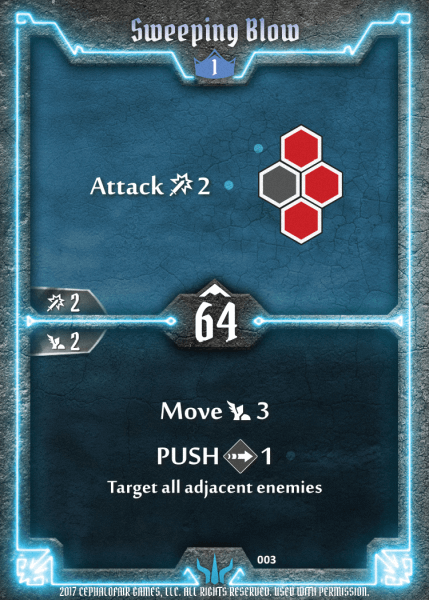 Sweeping Blow
1
Attack 2
2
64
2
Move 3
PUSH 1
Target all adjacent enemies
003
2017 CEPHALOFAIR GAMES, LLC. ALL RIGHTS RESERVED. USED WITH PERMISSION.